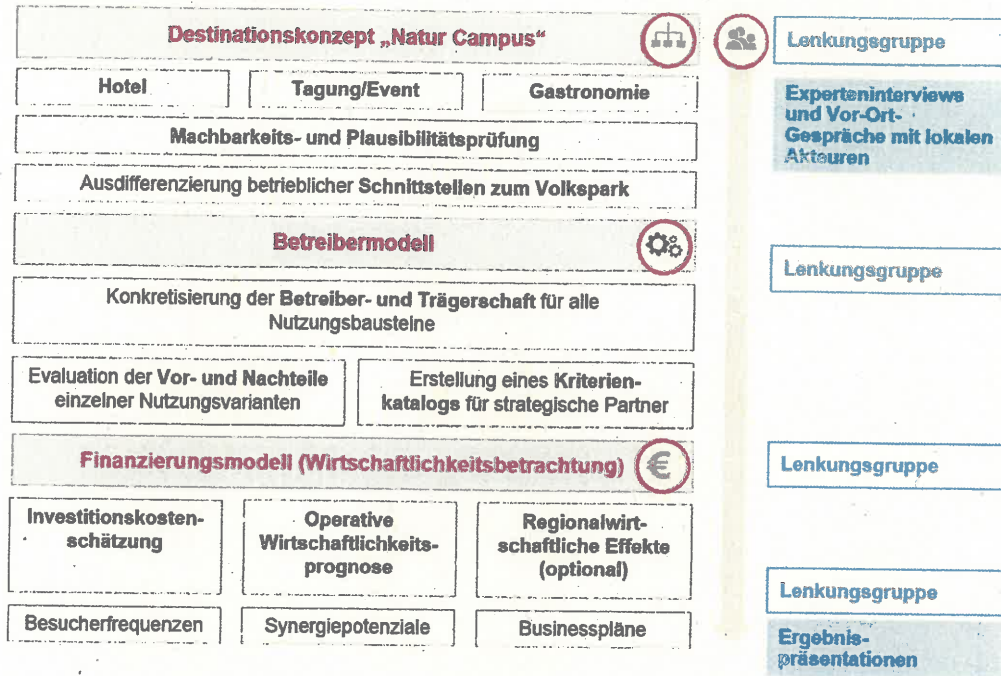 Destinationskonzept „Natur Campus“
Hotel
Tagung/Event
Gastronomie
Machbarkeits- und Plausibilitätsprüfung
Ausdifferenzierung betrieblicher Schnittstellen zum Volkspark
Betreibermodell
Konkretisierung der Betreiber- und Trägerschaft für alle
Nutzungsbausteine
Evaluation der Vor- und Nachteile
einzelner Nutzungsvarianten
Erstellung eines Kriterien-
katalogs für strategische Partner
Finanzierungsmodell (Wirtschaftlichkeitsbetrachtung)
€
Investitionskosten-
schätzung
Operative
Wirtschaftlichkeits-
prognose
Regionalwirt-
schaftliche Effekte
(optional)
Besucherfrequenzen
Synergiepotenziale
Businesspläne
Lenkungsgruppe
Experteninterviews
und Vor-Ort-
Gespräche mit lokalen
Akteuren
Lenkungsgruppe
Lenkungsgruppe
Lenkungsgruppe
Ergebnis-
präsentationen